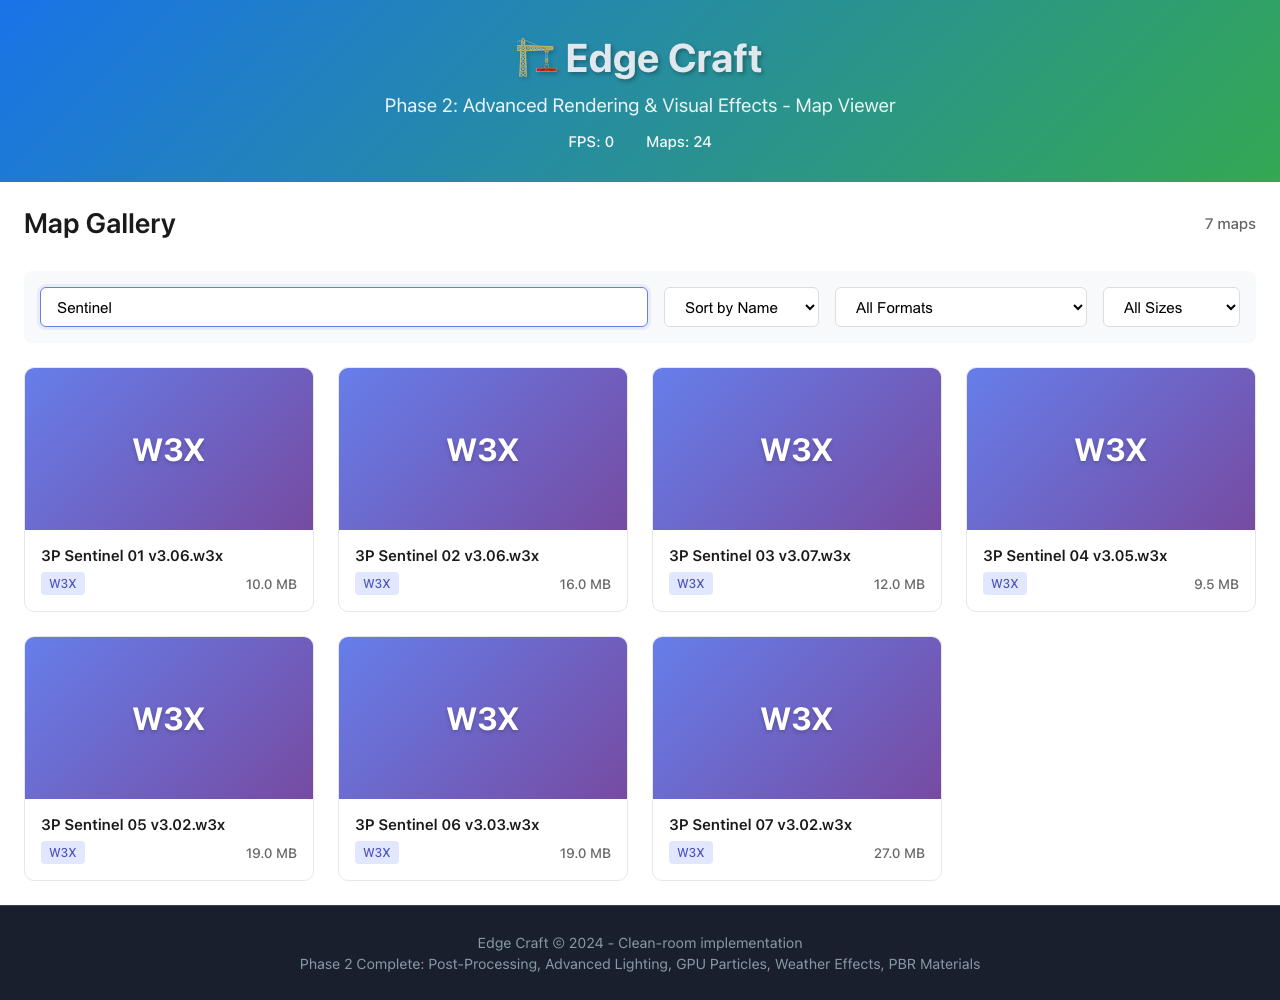 Edge Craft
Phase 2: Advanced Rendering & Visual Effects - Map Viewer
FPS: 0 Maps: 24
Map Gallery
7 maps
Sentinel
Sort by Name
All Formats
All Sizes
W3X
3P Sentinel 01 v3.06.w3x
W3X 10.0 MB
W3X
3P Sentinel 02 v3.06.w3x
W3X 16.0 MB
W3X
3P Sentinel 03 v3.07.w3x
W3X 12.0 MB
W3X
3P Sentinel 04 v3.05.w3x
W3X 9.5 MB
W3X
3P Sentinel 05 v3.02.w3x
W3X 19.0 MB
W3X
3P Sentinel 06 v3.03.w3x
W3X 19.0 MB
W3X
3P Sentinel 07 v3.02.w3x
W3X 27.0 MB
Edge Craft © 2024 - Clean-room implementation
Phase 2 Complete: Post-Processing, Advanced Lighting, GPU Particles, Weather Effects, PBR Materials